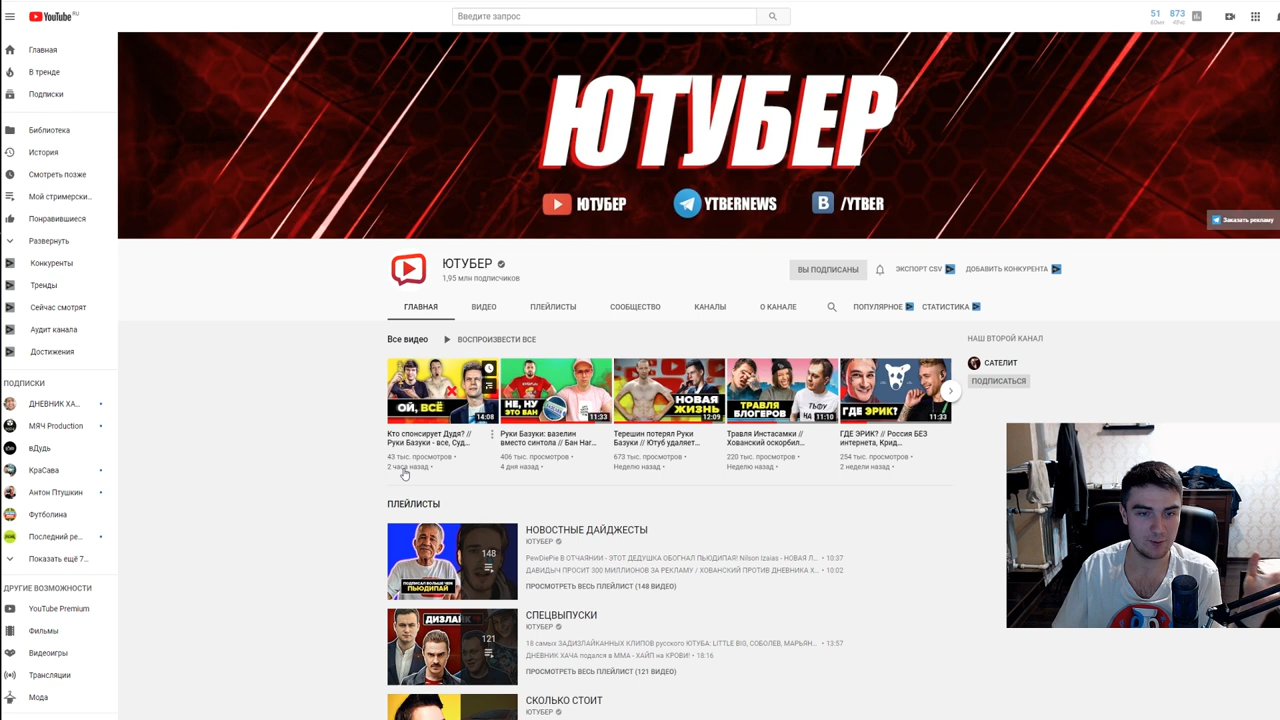 YouTube RU
Введите запрос
51 873
60мин 48чс
Главная
В тренде
Подписки
Библиотека
История
Смотреть позже
Мой стримерски...
Понравившиеся
Развернуть
Конкуренты
Тренды
Сейчас смотрят
Аудит канала
Достижения
ПОДПИСКИ
ДНЕВНИК ХА...
МЯЧ Production
вДудь
КраСава
Антон Птушкин
Футболина
Последний ре...
Показать ещё 7...
ДРУГИЕ ВОЗМОЖНОСТИ
YouTube Premium
Фильмы
Видеоигры
Трансляции
Мода
ЮТУБЕР
ЮТУБЕР YTBERNEWS /YTBER
Заказать рекламу
ЮТУБЕР
1,95 млн подписчиков
ВЫ ПОДПИСАНЫ ЭКСПОРТ CSV ДОБАВИТЬ КОНКУРЕНТА
ГЛАВНАЯ ВИДЕО ПЛЕЙЛИСТЫ СООБЩЕСТВО КАНАЛЫ О КАНАЛЕ ПОПУЛЯРНОЕ СТАТИСТИКА
Все видео ВОСПРОИЗВЕСТИ ВСЕ
ОЙ, ВСЁ 14:08
Кто спонсирует Дудя? //
Руки Базуки - все, Суд...
43 тыс. просмотров •
2 часа назад •
НЕ, НУ ЭТО БАН 11:33
Руки Базуки: вазелин
вместо синтола // Бан Наг...
406 тыс. просмотров •
4 дня назад •
НОВАЯ ЖИЗНЬ 12:09
Терешин потерял Руки
Базуки // Ютуб удаляет...
673 тыс. просмотров •
Неделю назад •
ТРАВЛЯ БЛОГЕРОВ 11:10
Травля Инстасамки //
Хованский оскорбил...
220 тыс. просмотров •
Неделю назад •
ГДЕ ЭРИК? 11:33
ГДЕ ЭРИК? // Россия БЕЗ
интернета, Крид...
254 тыс. просмотров •
2 недели назад •
НАШ ВТОРОЙ КАНАЛ
САТЕЛИТ
ПОДПИСАТЬСЯ
ПЛЕЙЛИСТЫ
148
ПОДПИСАЛ БОЛЬШЕ ЧЕМ
ПЬЮДИПАЙ
НОВОСТНЫЕ ДАЙДЖЕСТЫ
ЮТУБЕР
PewDiePie В ОТЧАЯНИИ - ЭТОТ ДЕДУШКА ОБОГНАЛ ПЬЮДИПАЯ! Nilson Izaias - НОВАЯ Л... • 10:37
ДАВИДЫЧ ПРОСИТ 300 МИЛЛИОНОВ ЗА РЕКЛАМУ / ХОВАНСКИЙ ПРОТИВ ДНЕВНИКА Х... • 10:02
ПРОСМОТРЕТЬ ВЕСЬ ПЛЕЙЛИСТ (148 ВИДЕО)
ДИЗЛАЙК
121
СПЕЦВЫПУСКИ
ЮТУБЕР
18 самых ЗАДИЗЛАЙКАННЫХ КЛИПОВ русского ЮТУБА: LITTLE BIG, СОБОЛЕВ, МАРЬЯН... • 13:57
ДНЕВНИК ХАЧА подался в ММА - ХАЙП на КРОВИ! • 18:16
ПРОСМОТРЕТЬ ВЕСЬ ПЛЕЙЛИСТ (121 ВИДЕО)
СКОЛЬКО СТОИТ
ЮТУБЕР